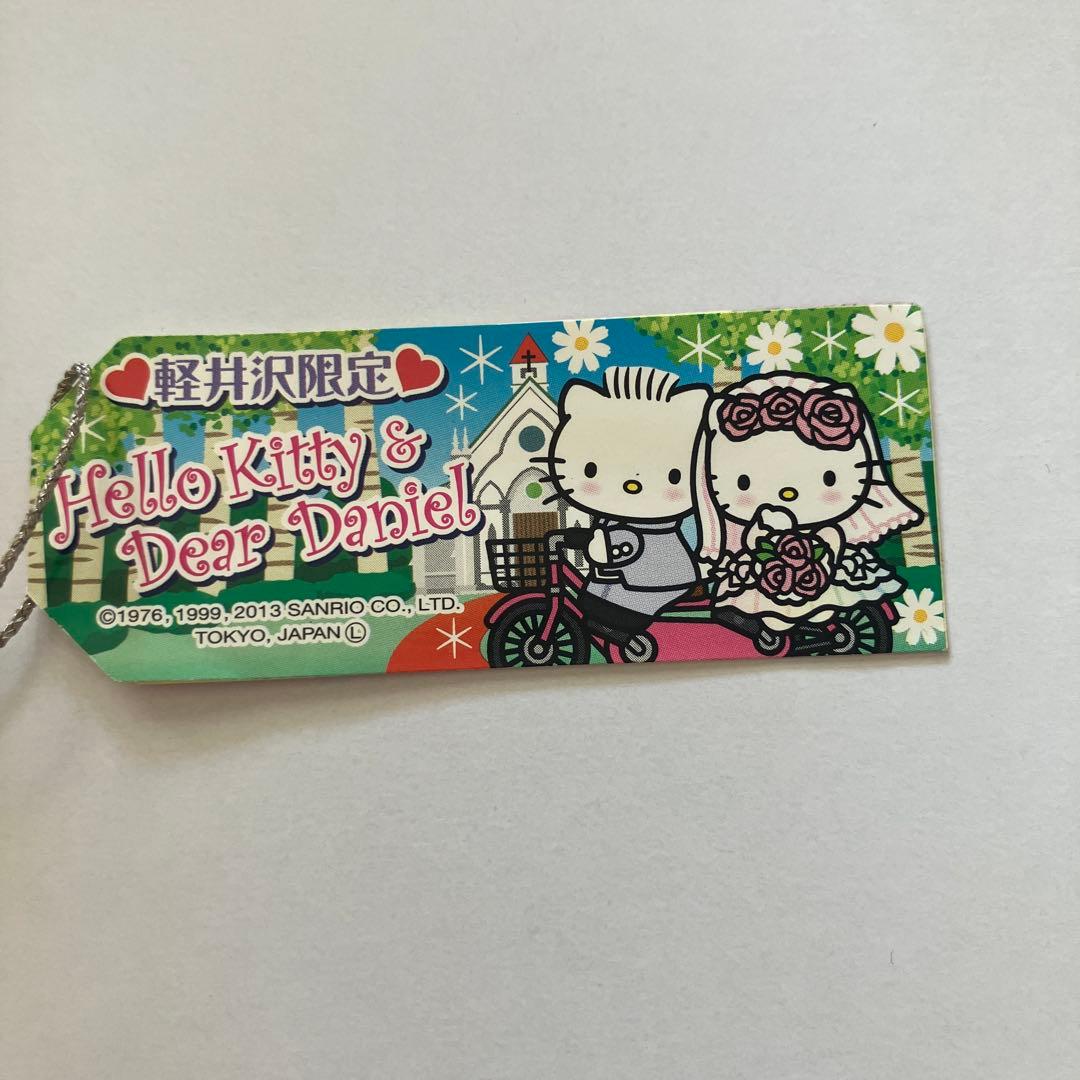 軽井沢限定
Hello Kitty &
Dear Daniel
©1976, 1999, 2013 SANRIO CO., LTD.
TOKYO, JAPAN Ⓛ